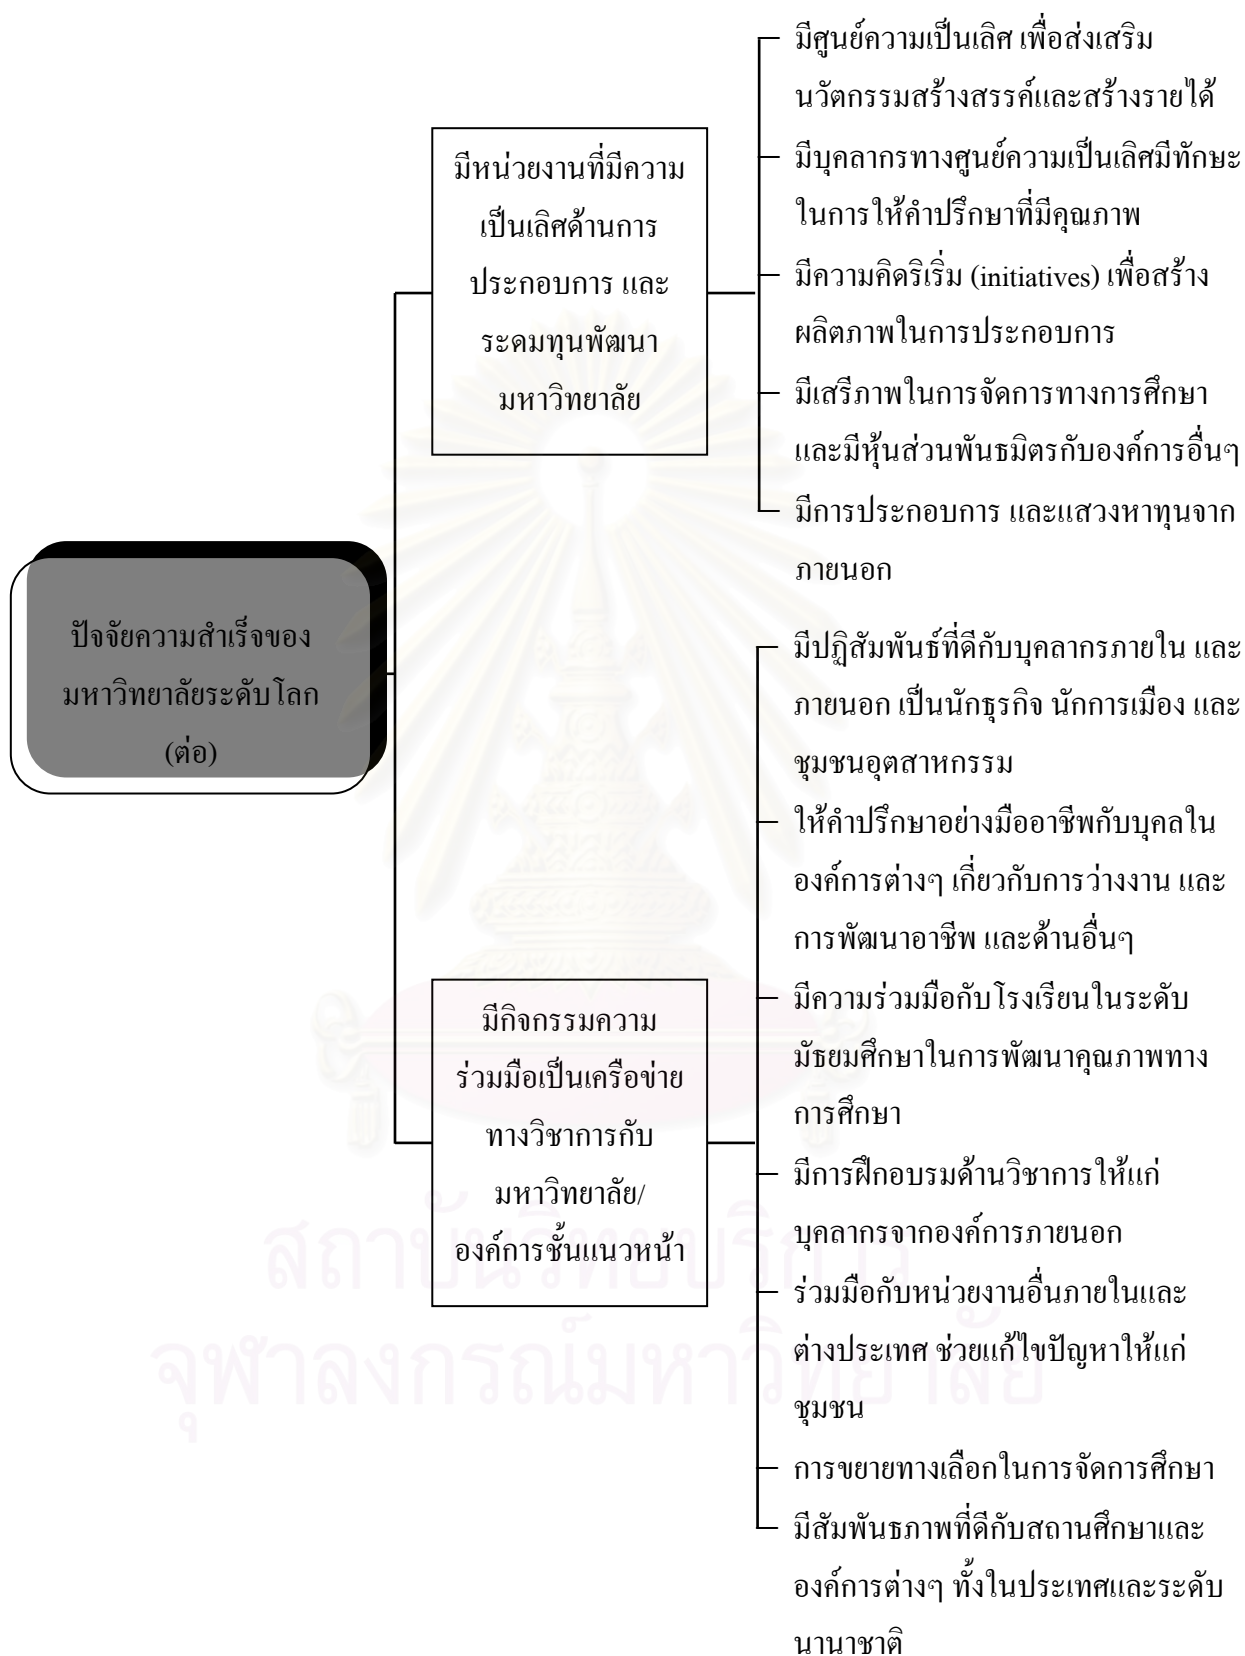 ปัจจัยความสำเร็จของ
มหาวิทยาลัยระดับโลก
(ต่อ)
มีหน่วยงานที่มีความ
เป็นเลิศด้านการ
ประกอบการ และ
ระดมทุนพัฒนา
มหาวิทยาลัย
มีศูนย์ความเป็นเลิศ เพื่อส่งเสริม
นวัตกรรมสร้างสรรค์และสร้างรายได้
มีบุคลากรทางศูนย์ความเป็นเลิศมีทักษะ
ในการให้คำปรึกษาที่มีคุณภาพ
มีความคิดริเริ่ม (initiatives) เพื่อสร้าง
ผลิตภาพในการประกอบการ
มีเสรีภาพในการจัดการทางการศึกษา
และมีหุ้นส่วนพันธมิตรกับองค์การอื่นๆ
มีการประกอบการ และแสวงหาทุนจาก
ภายนอก
มีกิจกรรมความ
ร่วมมือเป็นเครือข่าย
ทางวิชาการกับ
มหาวิทยาลัย/
องค์การชั้นแนวหน้า
มีปฏิสัมพันธ์ที่ดีกับบุคลากรภายใน และ
ภายนอก เป็นนักธุรกิจ นักการเมือง และ
ชุมชนอุตสาหกรรม
ให้คำปรึกษาอย่างมืออาชีพกับบุคลใน
องค์การต่างๆ เกี่ยวกับการว่างงาน และ
การพัฒนาอาชีพ และด้านอื่นๆ
มีความร่วมมือกับโรงเรียนในระดับ
มัธยมศึกษาในการพัฒนาคุณภาพทาง
การศึกษา
มีการฝึกอบรมด้านวิชาการให้แก่
บุคลากรจากองค์การภายนอก
ร่วมมือกับหน่วยงานอื่นภายในและ
ต่างประเทศ ช่วยแก้ไขปัญหาให้แก่
ชุมชน
การขยายทางเลือกในการจัดการศึกษา
มีสัมพันธภาพที่ดีกับสถานศึกษาและ
องค์การต่างๆ ทั้งในประเทศและระดับ
นานาชาติ
สถาบันวิทยบริการ
จุฬาลงกรณ์มหาวิทยาลัย